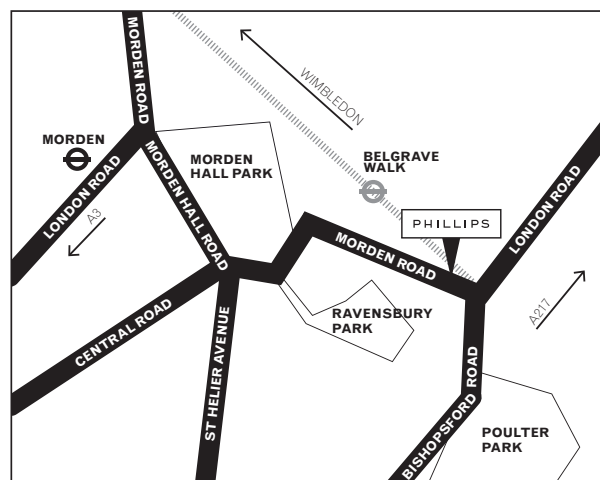 MORDEN ROAD
WIMBLEDON
MORDEN
MORDEN
HALL PARK
BELGRAVE
WALK
LONDON ROAD
MORDEN HALL ROAD
LONDON ROAD
A3
PHILLIPS
MORDEN ROAD
RAVENSBURY
PARK
A217
CENTRAL ROAD
ST HELIER AVENUE
BISHOPSFORD ROAD
POULTER
PARK